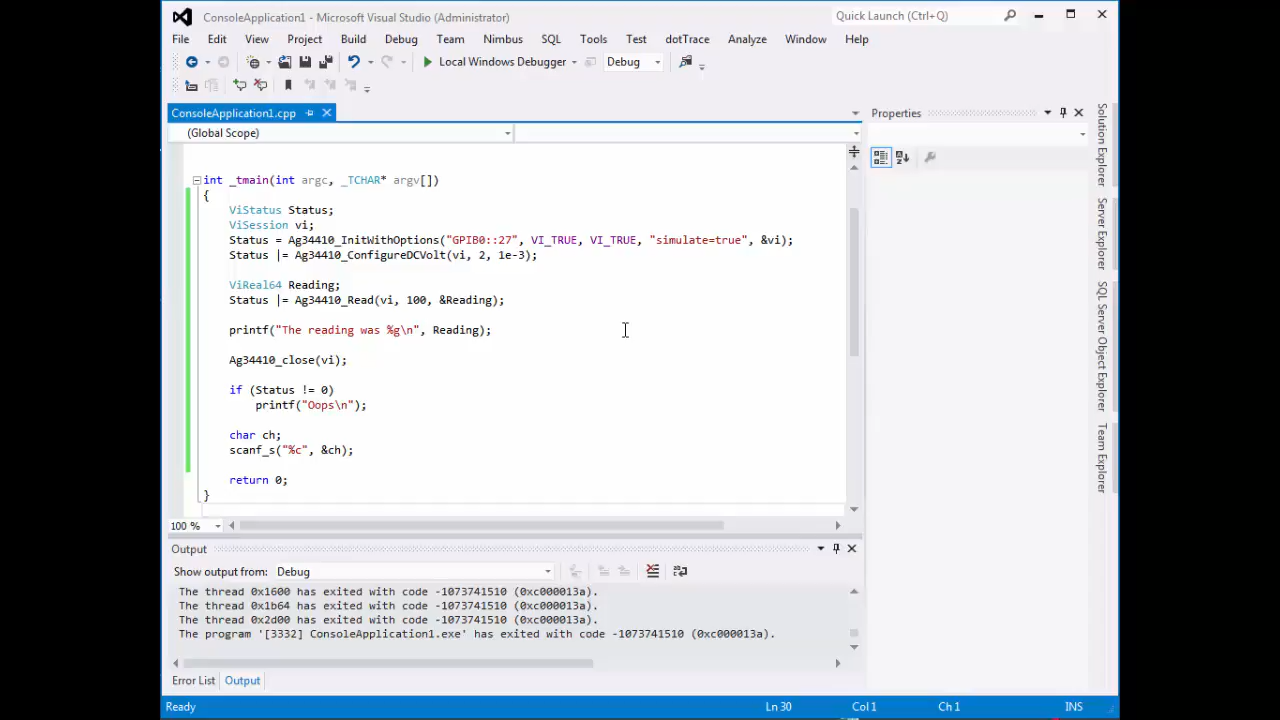 ConsoleApplication1 - Microsoft Visual Studio (Administrator)
Quick Launch (Ctrl+Q)
File Edit View Project Build Debug Team Nimbus SQL Tools Test dotTrace Analyze Window Help
Local Windows Debugger Debug
ConsoleApplication1.cpp
(Global Scope)
int _tmain(int argc, _TCHAR* argv[])
{
ViStatus Status;
ViSession vi;
Status = Ag34410_InitWithOptions("GPIB0::27", VI_TRUE, VI_TRUE, "simulate=true", &vi);
Status |= Ag34410_ConfigureDCVolt(vi, 2, 1e-3);
ViReal64 Reading;
Status |= Ag34410_Read(vi, 100, &Reading);
printf("The reading was %g\n", Reading);
Ag34410_close(vi);
if (Status != 0)
printf("Oops\n");
char ch;
scanf_s("%c", &ch);
return 0;
}
100 %
Properties
Solution Explorer
Server Explorer
SQL Server Object Explorer
Team Explorer
Output
Show output from: Debug
The thread 0x1600 has exited with code -1073741510 (0xc000013a).
The thread 0x1b64 has exited with code -1073741510 (0xc000013a).
The thread 0x2d00 has exited with code -1073741510 (0xc000013a).
The program '[3332] ConsoleApplication1.exe' has exited with code -1073741510 (0xc000013a).
Error List Output
Ready Ln 30 Col 1 Ch 1 INS